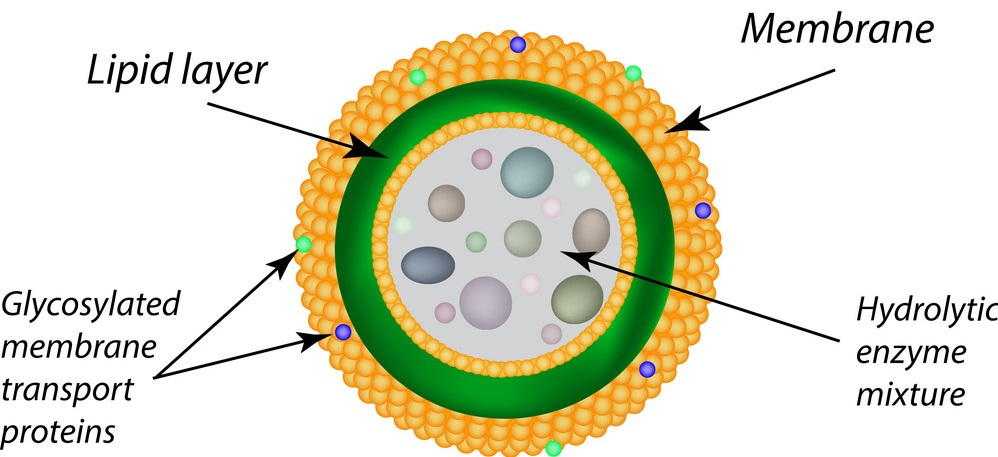 Lipid layer
Membrane
Glycosylated
membrane
transport
proteins
Hydrolytic
enzyme
mixture